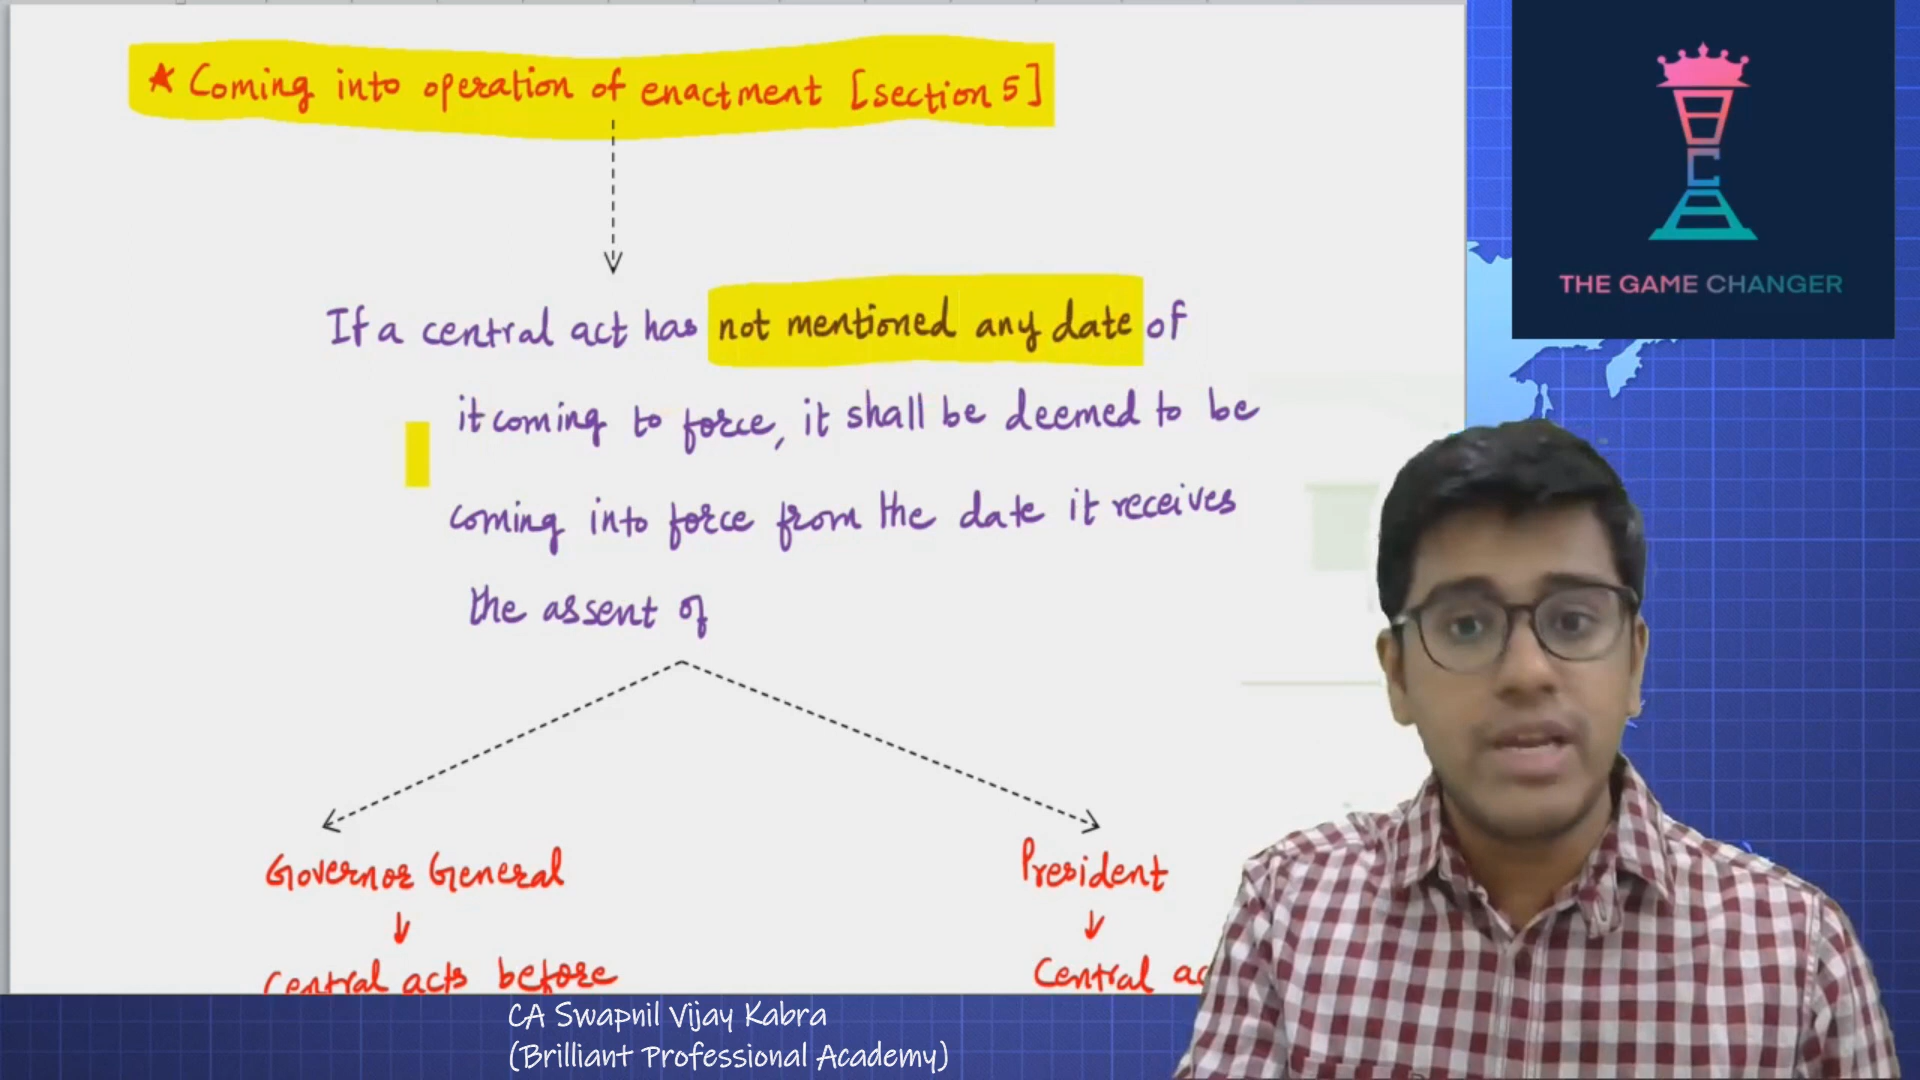 * Coming into operation of enactment [section 5]
If a central act has not mentioned any date of
it coming to force, it shall be deemed to be
coming into force from the date it receives
the assent of
Governor General
President
Central acts before
Central
CA Swapnil Vijay Kabra
(Brilliant Professional Academy)
THE GAME CHANGER